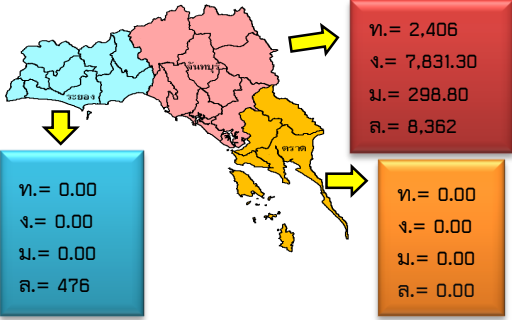 ท.= 2,406
ง.= 7,831.30
ม.= 298.80
ล.= 8,362
จันทบุรี
ระยอง
ตราด
ท.= 0.00
ง.= 0.00
ม.= 0.00
ล.= 476
ท.= 0.00
ง.= 0.00
ม.= 0.00
ล.= 0.00